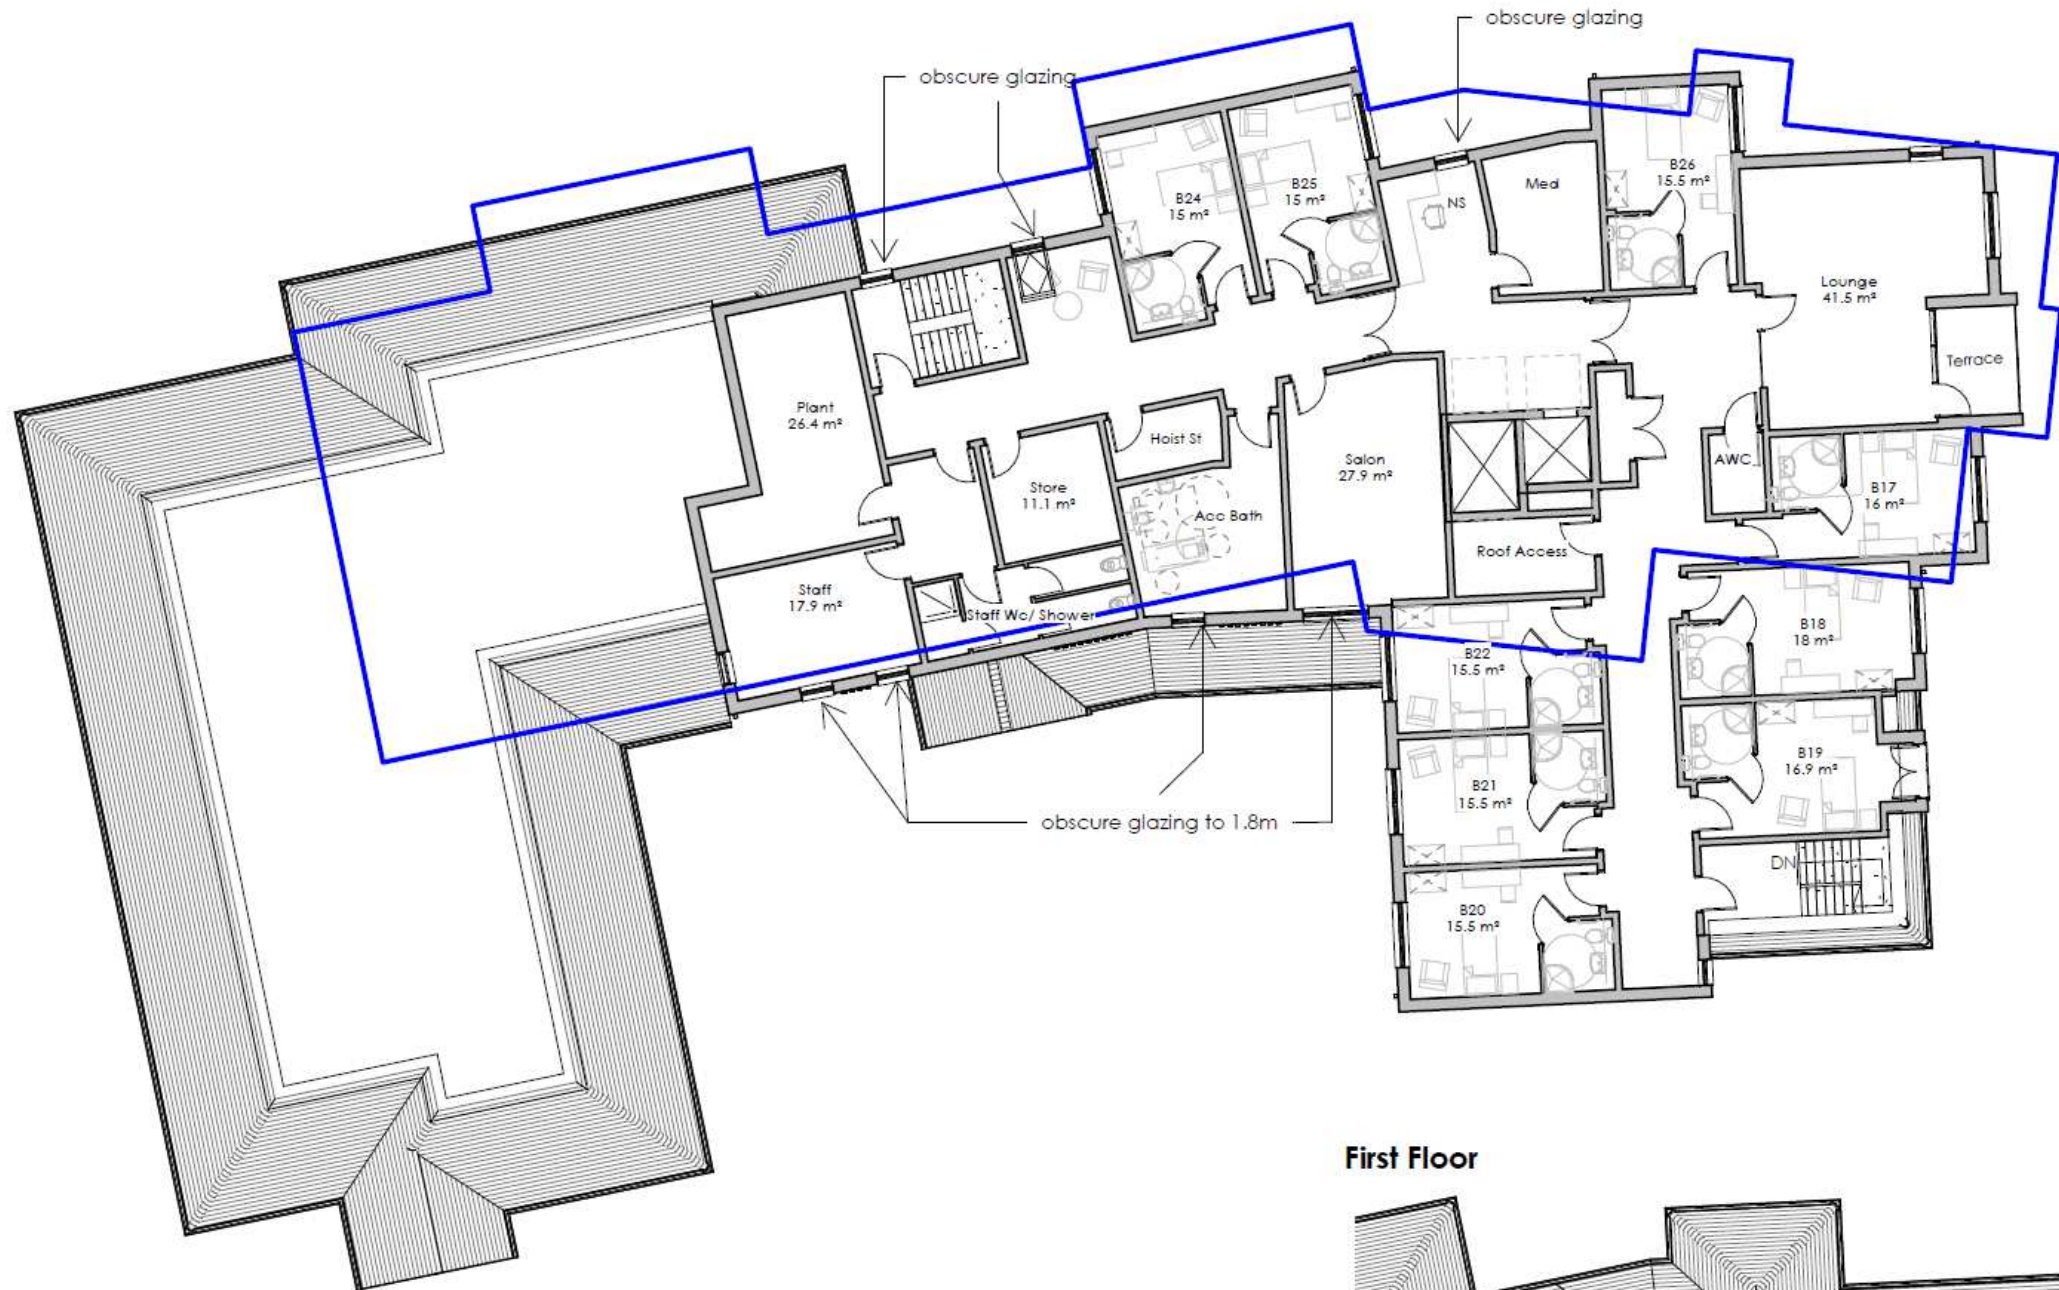 obscure glazing
obscure glazing
B24
15 m²
B25
15 m²
NS
Med
B26
15.5 m²
Lounge
41.5 m²
Terrace
Plant
26.4 m²
Hoist St
Store
11.1 m²
Acc Bath
Salon
27.9 m²
AWC
B17
16 m²
Roof Access
Staff
17.9 m²
Staff Wc/ Shower
B22
15.5 m²
B18
18 m²
B21
15.5 m²
B19
16.9 m²
obscure glazing to 1.8m
DN
B20
15.5 m²
First Floor